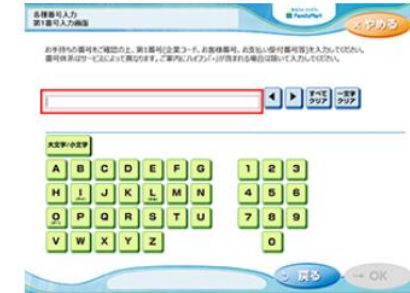 各種番号入力
第1番号入力画面
FamilyMart
×やめる
お手持ちの番号をご確認の上、第1番号(企業コード、お客様番号、お支払い受付番号等)を入力してください。
番号体系はサービスによって異なります。ご案内にハイフン「-」が含まれる場合は除いて入力してください。
◀ ▶ すべてクリア 一文字クリア
大文字/小文字
A B C D E F G 1 2 3
H I J K L M N 4 5 6
O P Q R S T U 7 8 9
V W X Y Z 0
戻る → OK